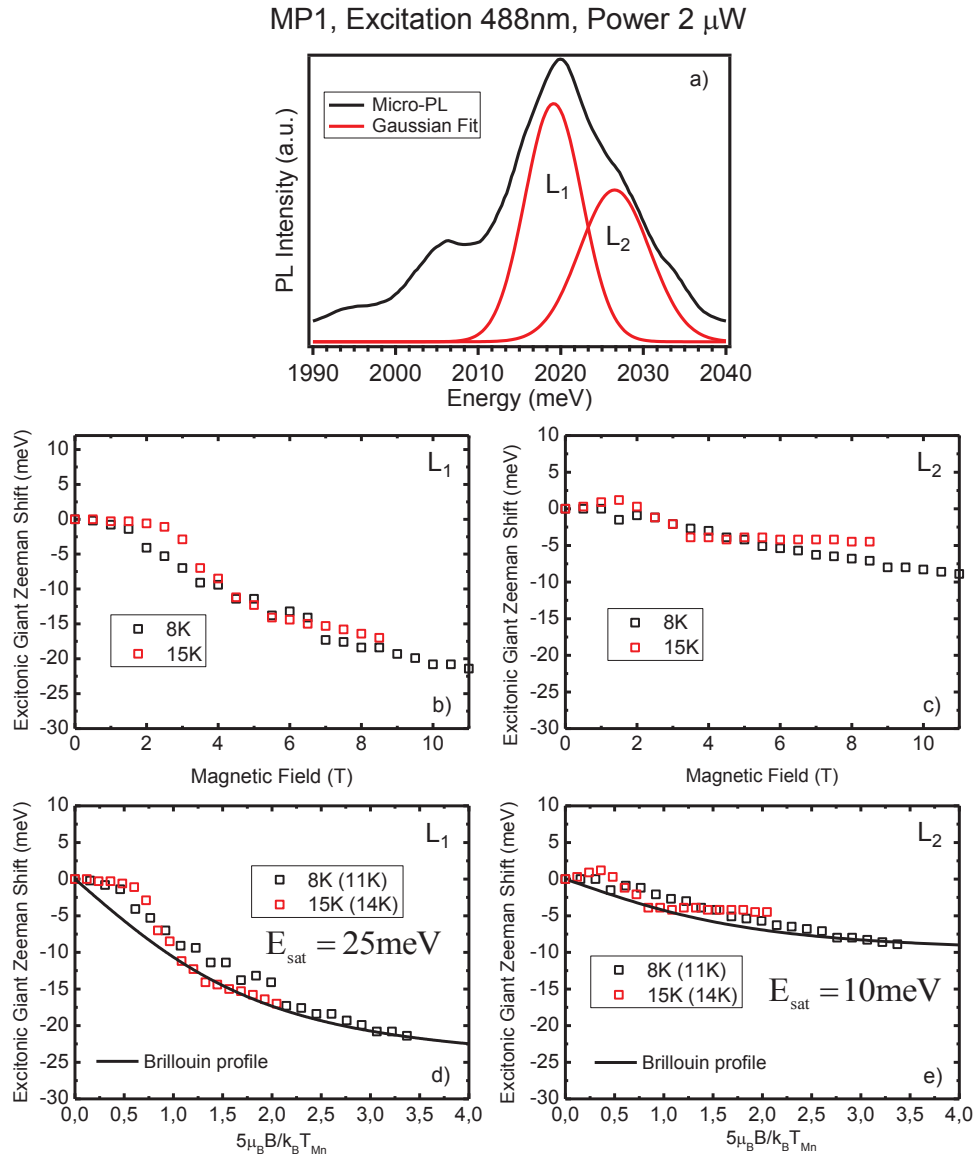 MP1, Excitation 488nm, Power 2 μW
a)
Micro-PL
Gaussian Fit
L₁
L₂
PL Intensity (a.u.)
1990 2000 2010 2020 2030 2040
Energy (meV)
Excitonic Giant Zeeman Shift (meV)
10
5
0
-5
-10
-15
-20
-25
-30
L₁
8K
15K
b)
0 2 4 6 8 10
Magnetic Field (T)
Excitonic Giant Zeeman Shift (meV)
10
5
0
-5
-10
-15
-20
-25
-30
L₂
8K
15K
c)
0 2 4 6 8 10
Magnetic Field (T)
Excitonic Giant Zeeman Shift (meV)
10
5
0
-5
-10
-15
-20
-25
-30
L₁
8K (11K)
15K (14K)
E_sat = 25meV
Brillouin profile
d)
0,0 0,5 1,0 1,5 2,0 2,5 3,0 3,5 4,0
5μ_BB/k_BT_Mn
Excitonic Giant Zeeman Shift (meV)
10
5
0
-5
-10
-15
-20
-25
-30
L₂
8K (11K)
15K (14K)
E_sat = 10meV
Brillouin profile
e)
0,0 0,5 1,0 1,5 2,0 2,5 3,0 3,5 4,0
5μ_BB/k_BT_Mn